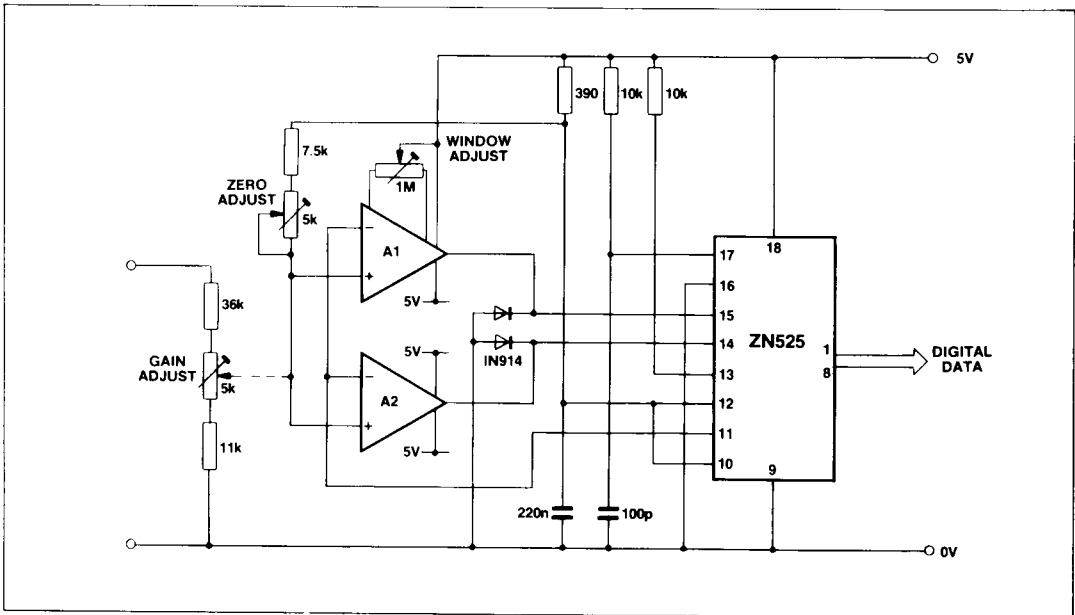 5V
390
10k
10k
WINDOW
ADJUST
7.5k
1M
ZERO
ADJUST
5k
−
A1
+
5V
18
17
16
15
14
13
12
11
10
9
ZN525
1
8
DIGITAL
DATA
36k
GAIN
ADJUST
5k
11k
IN914
5V
−
A2
+
5V
220n
100p
0V